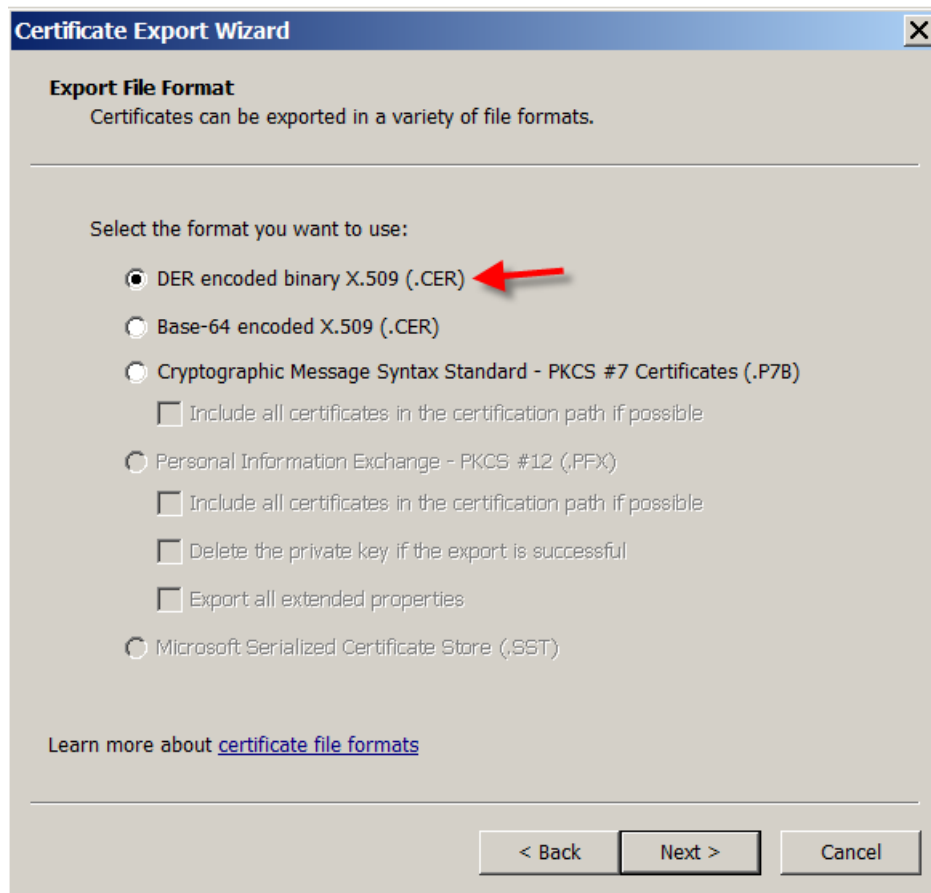 Certificate Export Wizard
Export File Format
Certificates can be exported in a variety of file formats.
Select the format you want to use:
DER encoded binary X.509 (.CER)
Base-64 encoded X.509 (.CER)
Cryptographic Message Syntax Standard - PKCS #7 Certificates (.P7B)
Include all certificates in the certification path if possible
Personal Information Exchange - PKCS #12 (.PFX)
Include all certificates in the certification path if possible
Delete the private key if the export is successful
Export all extended properties
Microsoft Serialized Certificate Store (.SST)
Learn more about certificate file formats
< Back Next > Cancel